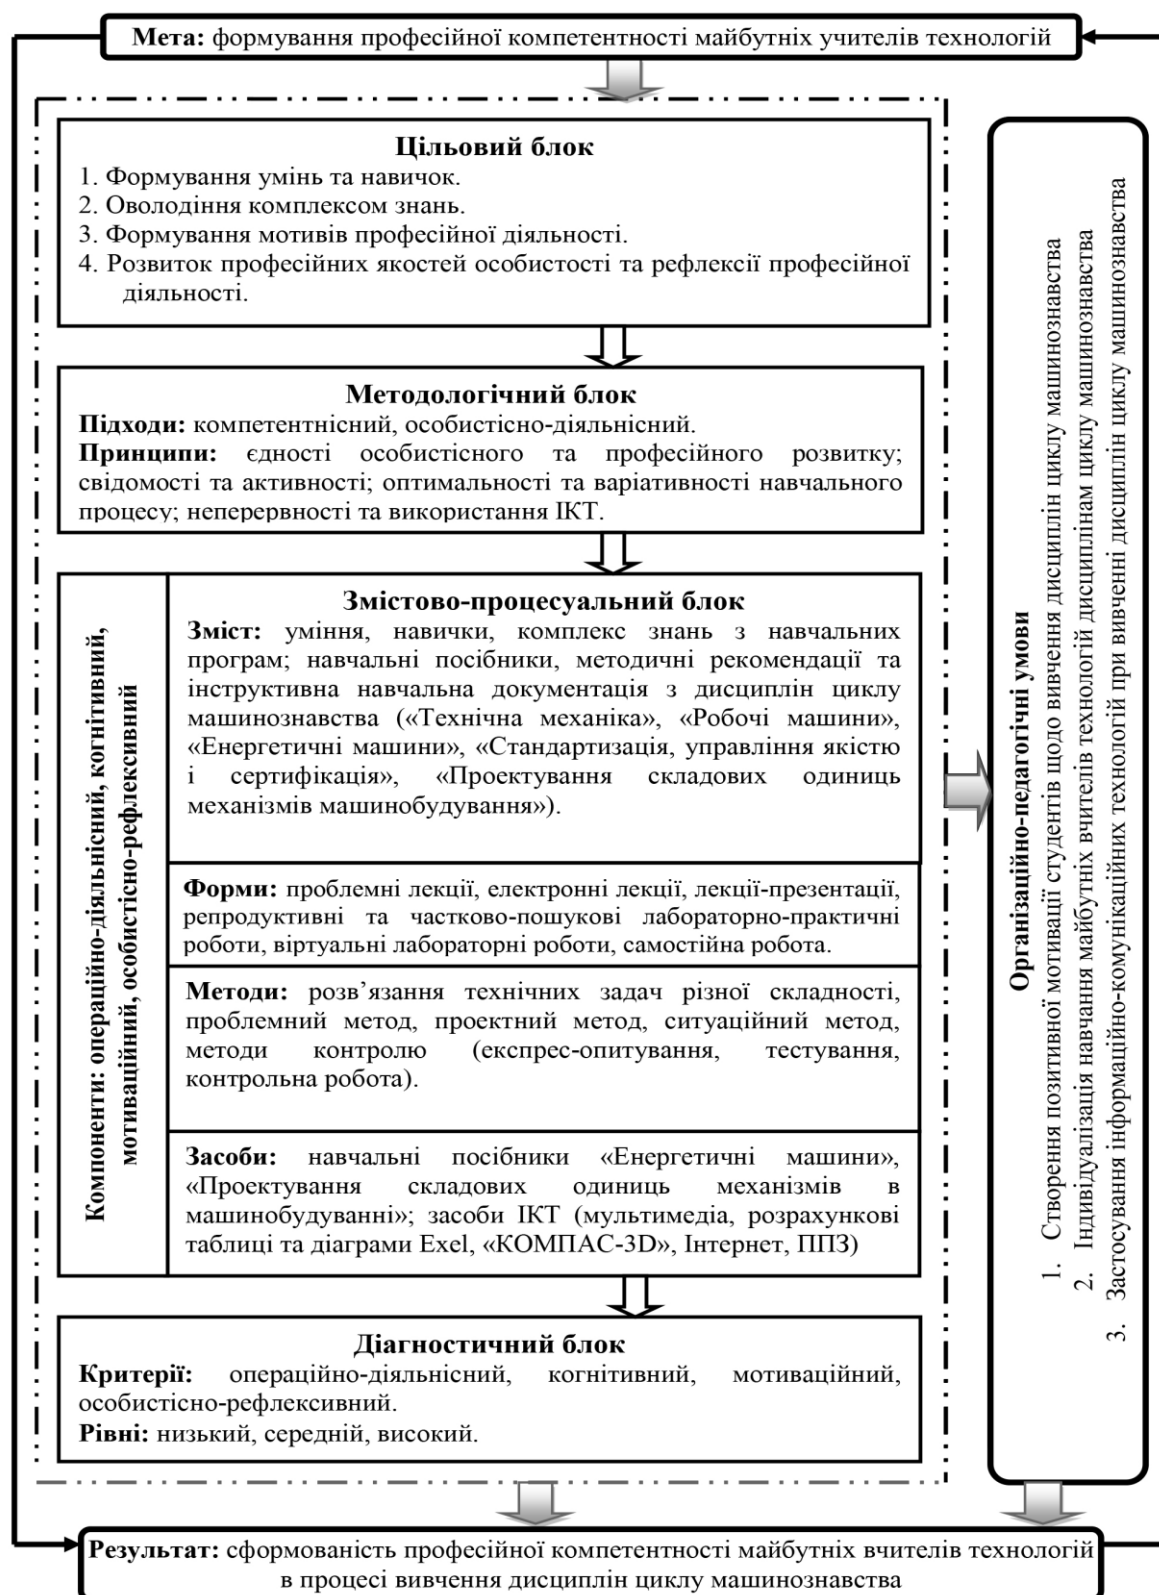 Мета: формування професійної компетентності майбутніх учителів технологій
Цільовий блок
1. Формування умінь та навичок.
2. Оволодіння комплексом знань.
3. Формування мотивів професійної діяльності.
4. Розвиток професійних якостей особистості та рефлексії професійної
діяльності.
Методологічний блок
Підходи: компетентнісний, особистісно-діяльнісний.
Принципи: єдності особистісного та професійного розвитку;
свідомості та активності; оптимальності та варіативності навчального
процесу; неперервності та використання ІКТ.
Компоненти: операційно-діяльнісний, когнітивний,
мотиваційний, особистісно-рефлексивний
Змістово-процесуальний блок
Зміст: уміння, навички, комплекс знань з навчальних
програм; навчальні посібники, методичні рекомендації та
інструктивна навчальна документація з дисциплін циклу
машинознавства («Технічна механіка», «Робочі машини»,
«Енергетичні машини», «Стандартизація, управління якістю
і сертифікація», «Проектування складових одиниць
механізмів машинобудування»).
Форми: проблемні лекції, електронні лекції, лекції-презентації,
репродуктивні та частково-пошукові лабораторно-практичні
роботи, віртуальні лабораторні роботи, самостійна робота.
Методи: розв’язання технічних задач різної складності,
проблемний метод, проектний метод, ситуаційний метод,
методи контролю (експрес-опитування, тестування,
контрольна робота).
Засоби: навчальні посібники «Енергетичні машини»,
«Проектування складових одиниць механізмів в
машинобудуванні»; засоби ІКТ (мультимедіа, розрахункові
таблиці та діаграми Exel, «КОМПАС-3D», Інтернет, ППЗ)
Діагностичний блок
Критерії: операційно-діяльнісний, когнітивний, мотиваційний,
особистісно-рефлексивний.
Рівні: низький, середній, високий.
Організаційно-педагогічні умови
1. Створення позитивної мотивації студентів щодо вивчення дисциплін циклу машинознавства
2. Індивідуалізація навчання майбутніх вчителів технологій дисциплінам циклу машинознавства
3. Застосування інформаційно-комунікаційних технологій при вивченні дисциплін циклу машинознавства
Результат: сформованість професійної компетентності майбутніх вчителів технологій
в процесі вивчення дисциплін циклу машинознавства